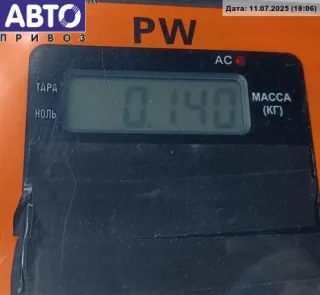 АВТО
ПРИВОЗ
Дата: 11.07.2025 (18:06)
PW
AC
ТАРА
НОЛЬ
0.140
МАССА
(КГ)